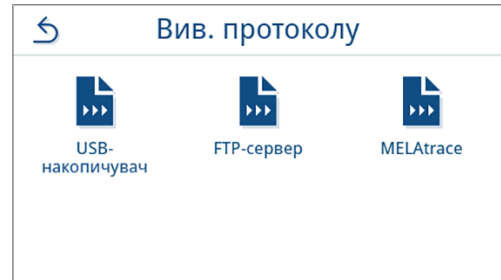 Вив. протоколу
USB-
накопичувач
FTP-сервер
MELAtrace